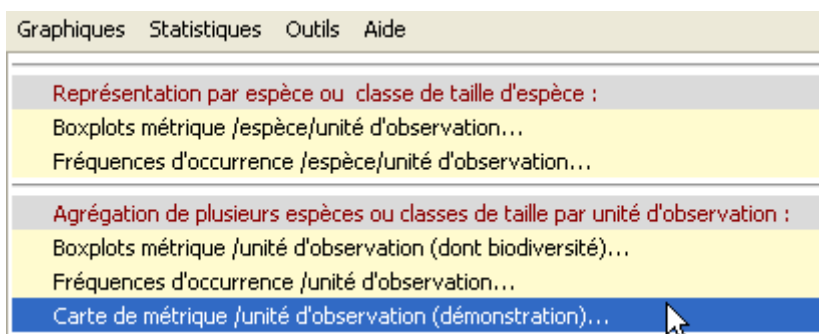 Graphiques Statistiques Outils Aide
Représentation par espèce ou classe de taille d'espèce :
Boxplots métrique /espèce/unité d'observation...
Fréquences d'occurrence /espèce/unité d'observation...
Agrégation de plusieurs espèces ou classes de taille par unité d'observation :
Boxplots métrique /unité d'observation (dont biodiversité)...
Fréquences d'occurrence /unité d'observation...
Carte de métrique /unité d'observation (démonstration)...